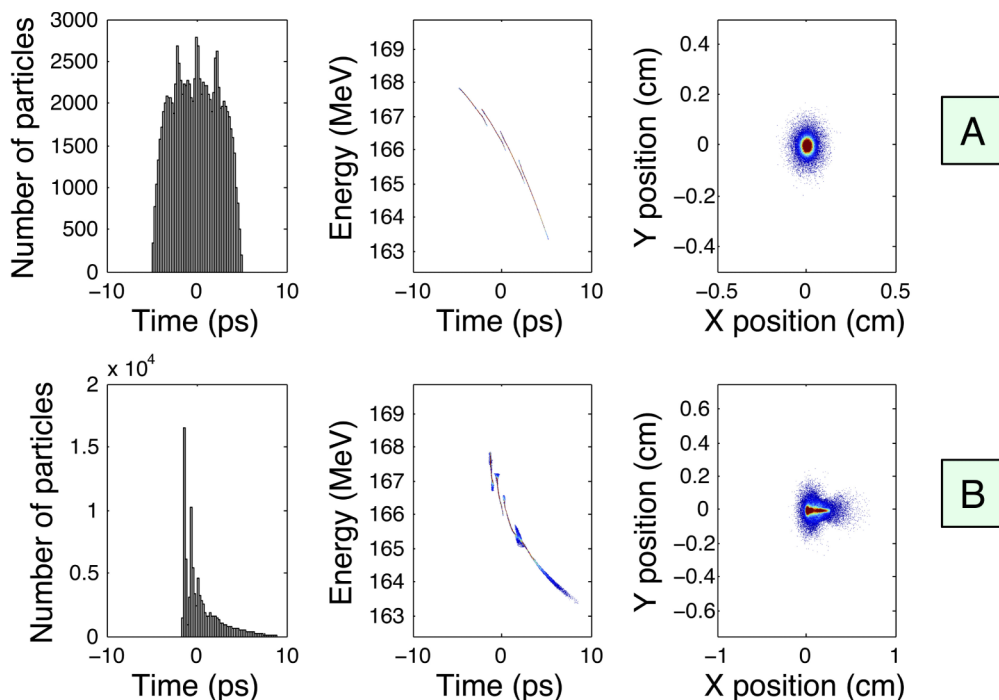 Number of particles
3000
2500
2000
1500
1000
500
0
−10 0 10
Time (ps)
Energy (MeV)
169
168
167
166
165
164
163
−10 0 10
Time (ps)
Y position (cm)
0.4
0.2
0
−0.2
−0.4
−0.5 0 0.5
X position (cm)
A
x 10^4
Number of particles
2
1.5
1
0.5
0
−10 0 10
Time (ps)
Energy (MeV)
169
168
167
166
165
164
163
−10 0 10
Time (ps)
Y position (cm)
0.6
0.4
0.2
0
−0.2
−0.4
−0.6
−1 0 1
X position (cm)
B